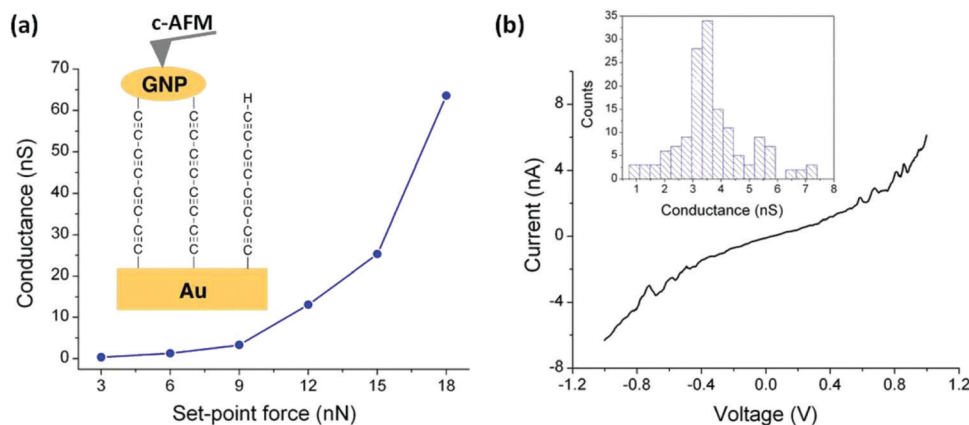 (a)
c-AFM
GNP
H
C≡C-C≡C-C≡C-C≡C
C≡C-C≡C-C≡C-C≡C
C≡C-C≡C-C≡C-C≡C
Au
Conductance (nS)
70
60
50
40
30
20
10
0
3 6 9 12 15 18
Set-point force (nN)
(b)
Counts
35
30
25
20
15
10
5
0
1 2 3 4 5 6 7 8
Conductance (nS)
Current (nA)
8
4
0
-4
-8
-1.2 -0.8 -0.4 0.0 0.4 0.8 1.2
Voltage (V)